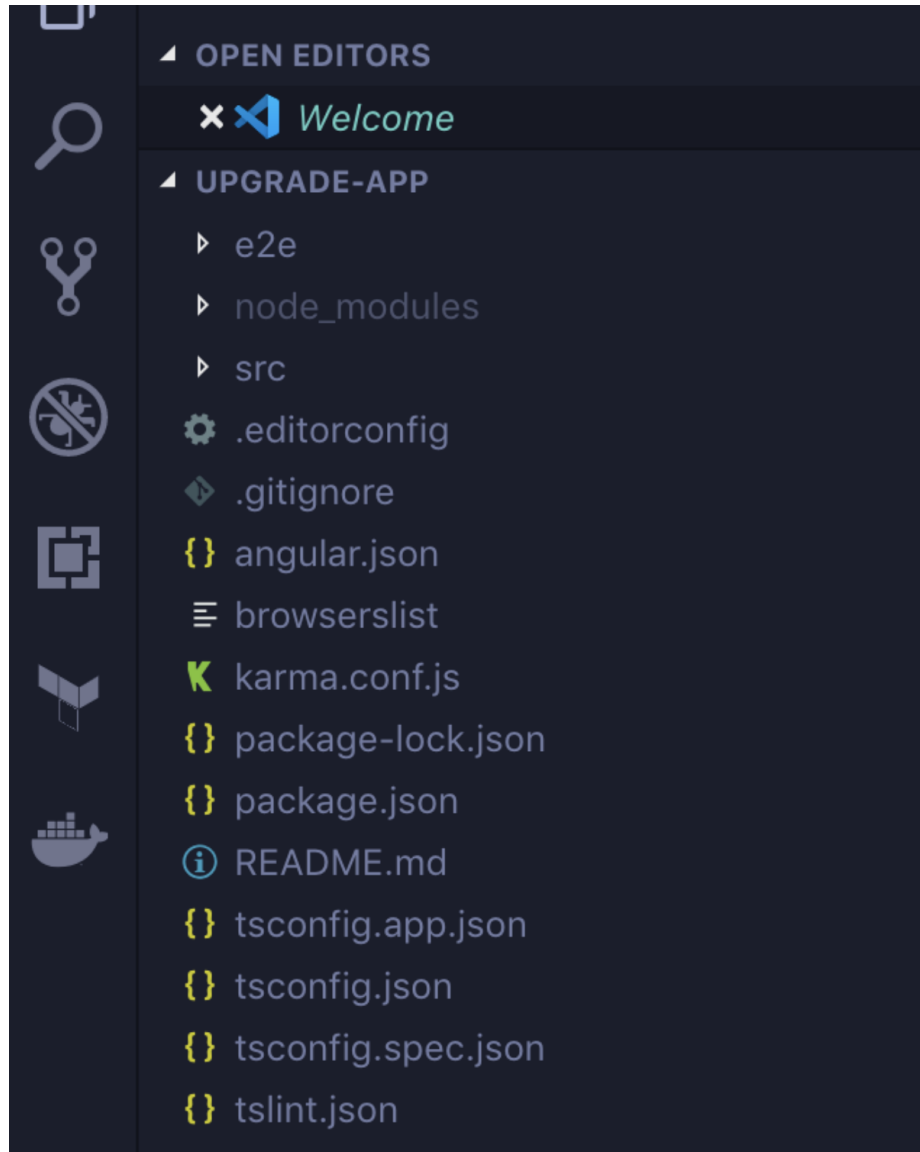 OPEN EDITORS
Welcome
UPGRADE-APP
e2e
node_modules
src
.editorconfig
.gitignore
angular.json
browserslist
karma.conf.js
package-lock.json
package.json
README.md
tsconfig.app.json
tsconfig.json
tsconfig.spec.json
tslint.json